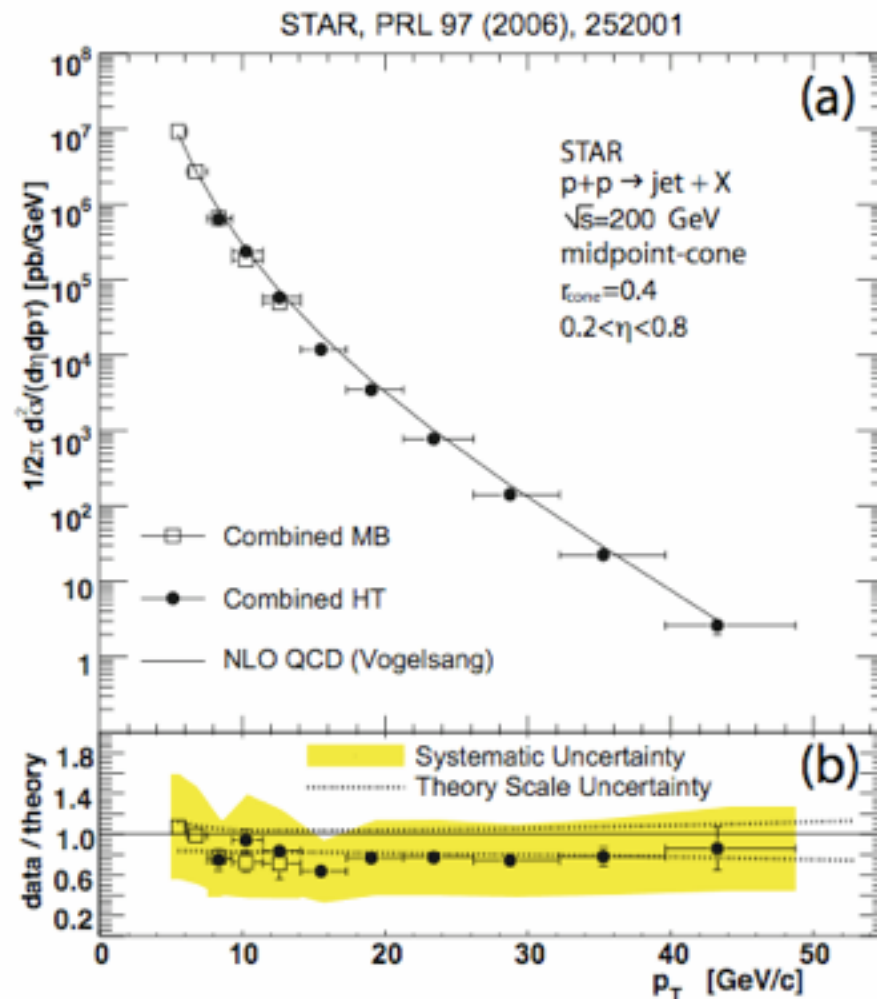 STAR, PRL 97 (2006), 252001
(a)
1/2π d²σ/(dηdpT) [pb/GeV]
10⁸
10⁷
10⁶
10⁵
10⁴
10³
10²
10
1
STAR
p+p → jet + X
√s=200 GeV
midpoint-cone
r_cone=0.4
0.2<η<0.8
Combined MB
Combined HT
NLO QCD (Vogelsang)
(b)
data / theory
1.8
1.4
1.0
0.6
0.2
Systematic Uncertainty
Theory Scale Uncertainty
0 10 20 30 40 50
p_T [GeV/c]